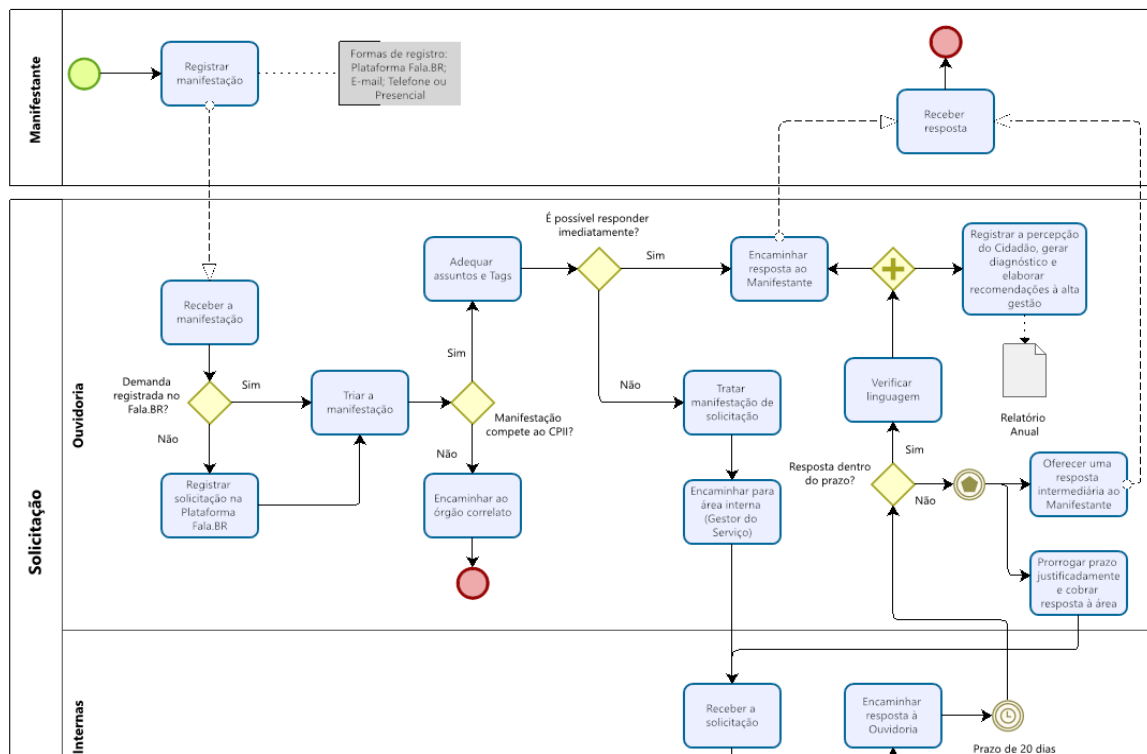 Manifestante
Registrar
manifestação
Formas de registro:
Plataforma Fala.BR;
E-mail; Telefone ou
Presencial
Receber
resposta
Solicitação
Ouvidoria
Receber a
manifestação
Demanda
registrada no
Fala.BR?
Sim
Não
Registrar
solicitação na
Plataforma
Fala.BR
Triar a
manifestação
Manifestação
compete ao CPII?
Sim
Não
Encaminhar ao
órgão correlato
Adequar
assuntos e Tags
É possível responder
imediatamente?
Sim
Não
Encaminhar
resposta ao
Manifestante
Tratar
manifestação de
solicitação
Encaminhar para
área interna
(Gestor do
Serviço)
Registrar a percepção
do Cidadão, gerar
diagnóstico e
elaborar
recomendações à alta
gestão
Relatório
Anual
Verificar
linguagem
Resposta dentro
do prazo?
Sim
Não
Oferecer uma
resposta
intermediária ao
Manifestante
Prorrogar prazo
justificadamente
e cobrar
resposta à área
Internas
Receber a
solicitação
Encaminhar
resposta à
Ouvidoria
Prazo de 20 dias